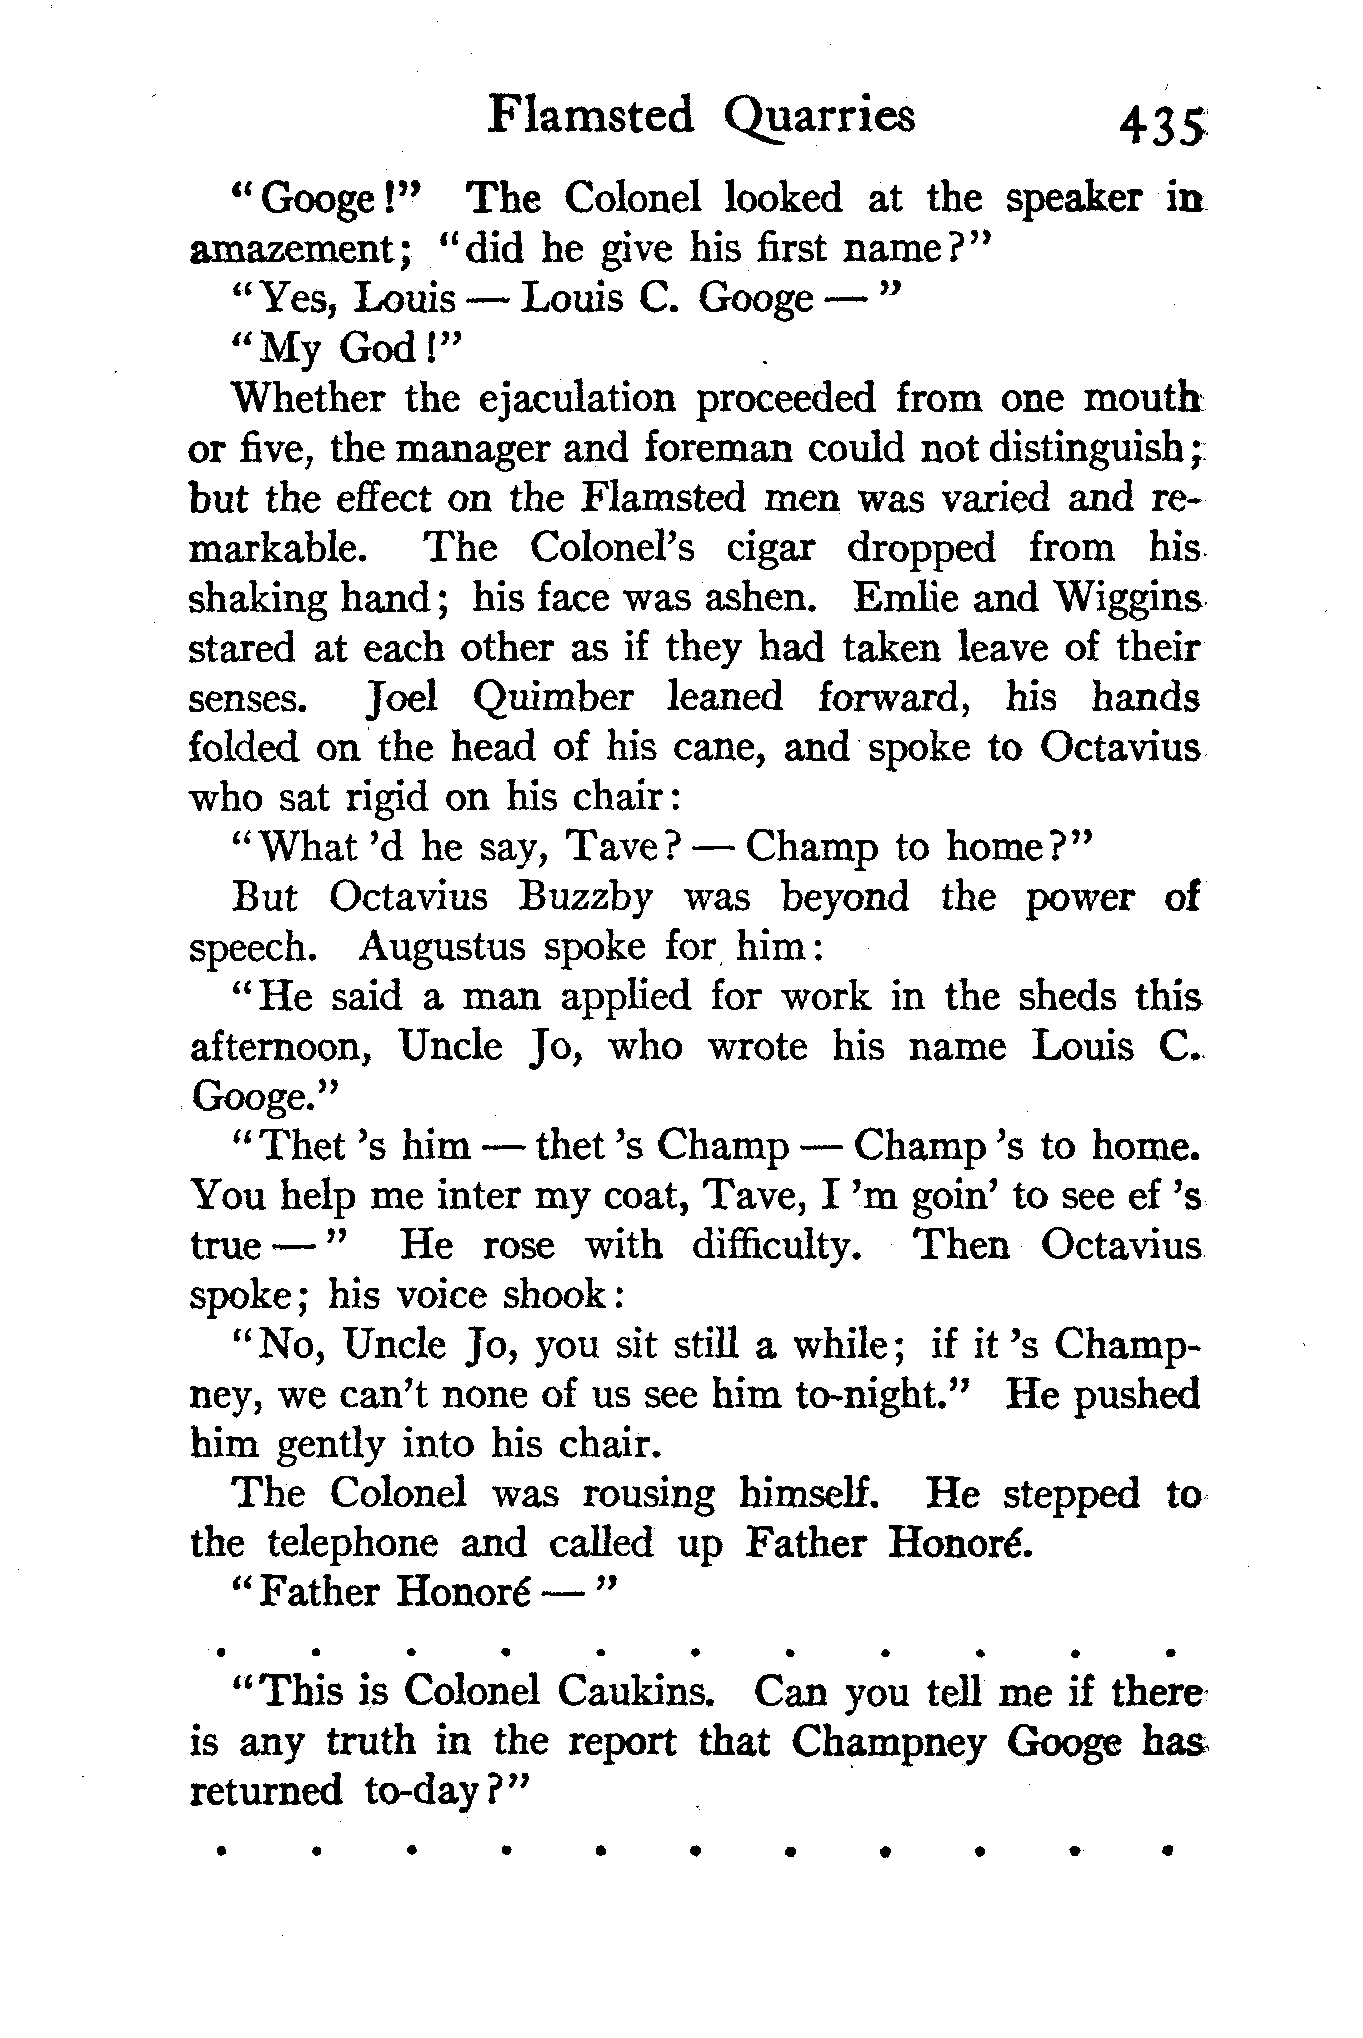 Flamsted Quarries 435
"Googe!" The Colonel looked at the speaker in
amazement; "did he give his first name?"
"Yes, Louis — Louis C. Googe — "
"My God!"
Whether the ejaculation proceeded from one mouth
or five, the manager and foreman could not distinguish;
but the effect on the Flamsted men was varied and re-
markable. The Colonel's cigar dropped from his
shaking hand; his face was ashen. Emlie and Wiggins
stared at each other as if they had taken leave of their
senses. Joel Quimber leaned forward, his hands
folded on the head of his cane, and spoke to Octavius
who sat rigid on his chair:
"What 'd he say, Tave? — Champ to home?"
But Octavius Buzzby was beyond the power of
speech. Augustus spoke for him:
"He said a man applied for work in the sheds this
afternoon, Uncle Jo, who wrote his name Louis C.
Googe."
"Thet 's him — thet 's Champ — Champ 's to home.
You help me inter my coat, Tave, I 'm goin' to see ef 's
true — " He rose with difficulty. Then Octavius
spoke; his voice shook:
"No, Uncle Jo, you sit still a while; if it 's Champ-
ney, we can't none of us see him to-night." He pushed
him gently into his chair.
The Colonel was rousing himself. He stepped to
the telephone and called up Father Honoré.
"Father Honoré — "
. . . . . . . . . . .
"This is Colonel Caukins. Can you tell me if there
is any truth in the report that Champney Googe has
returned to-day?"
. . . . . . . . . . .